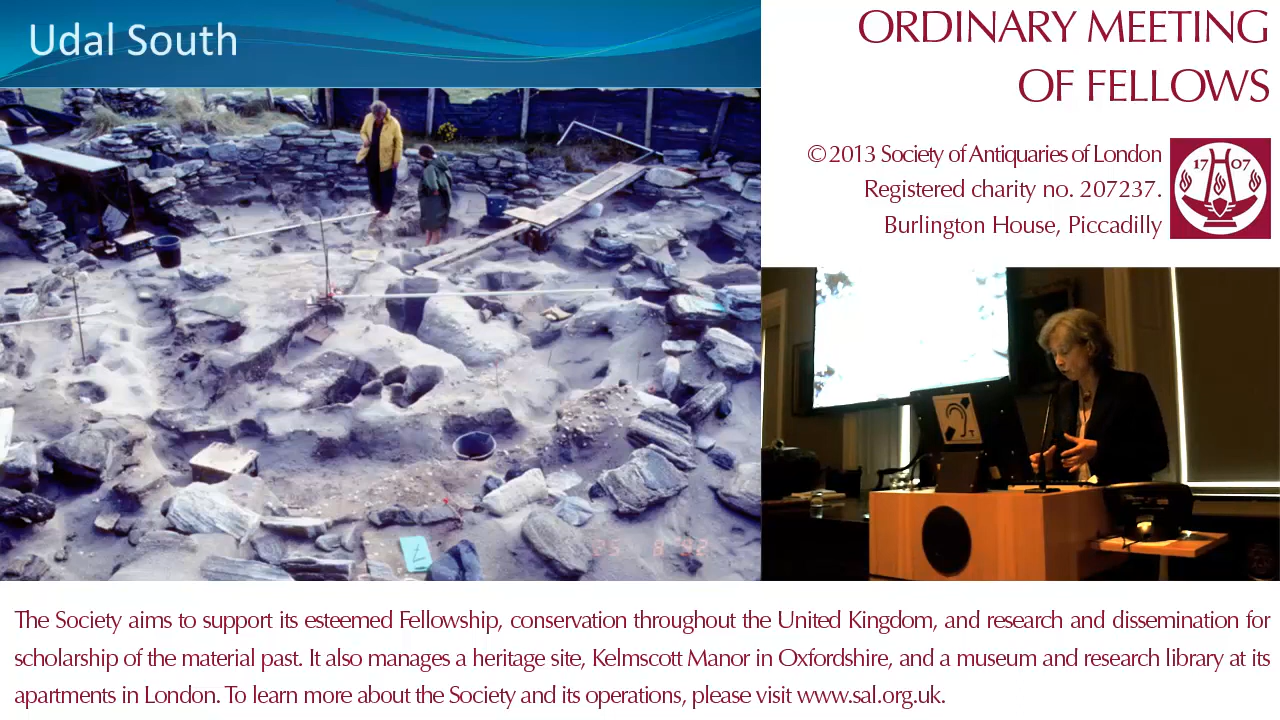 Udal South
ORDINARY MEETING
OF FELLOWS
© 2013 Society of Antiquaries of London
Registered charity no. 207237.
Burlington House, Piccadilly
17 07
T
7
25 8 92
The Society aims to support its esteemed Fellowship, conservation throughout the United Kingdom, and research and dissemination for
scholarship of the material past. It also manages a heritage site, Kelmscott Manor in Oxfordshire, and a museum and research library at its
apartments in London. To learn more about the Society and its operations, please visit www.sal.org.uk.